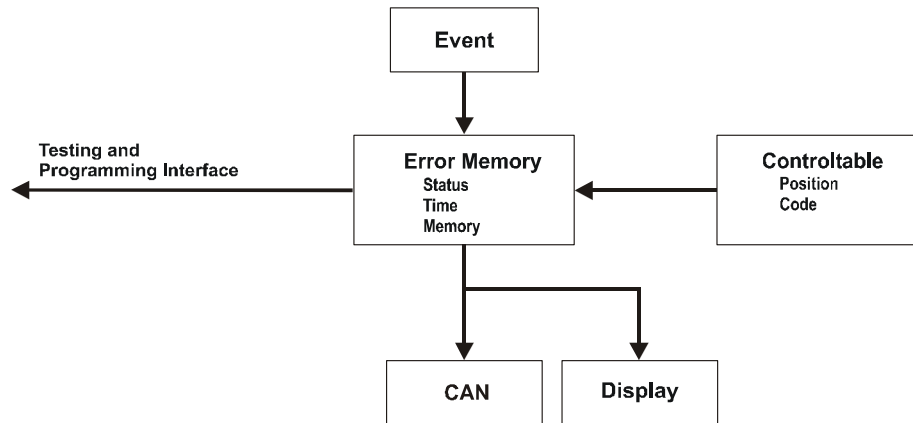 Event
Testing and
Programming Interface
Error Memory
Status
Time
Memory
Controltable
Position
Code
CAN
Display